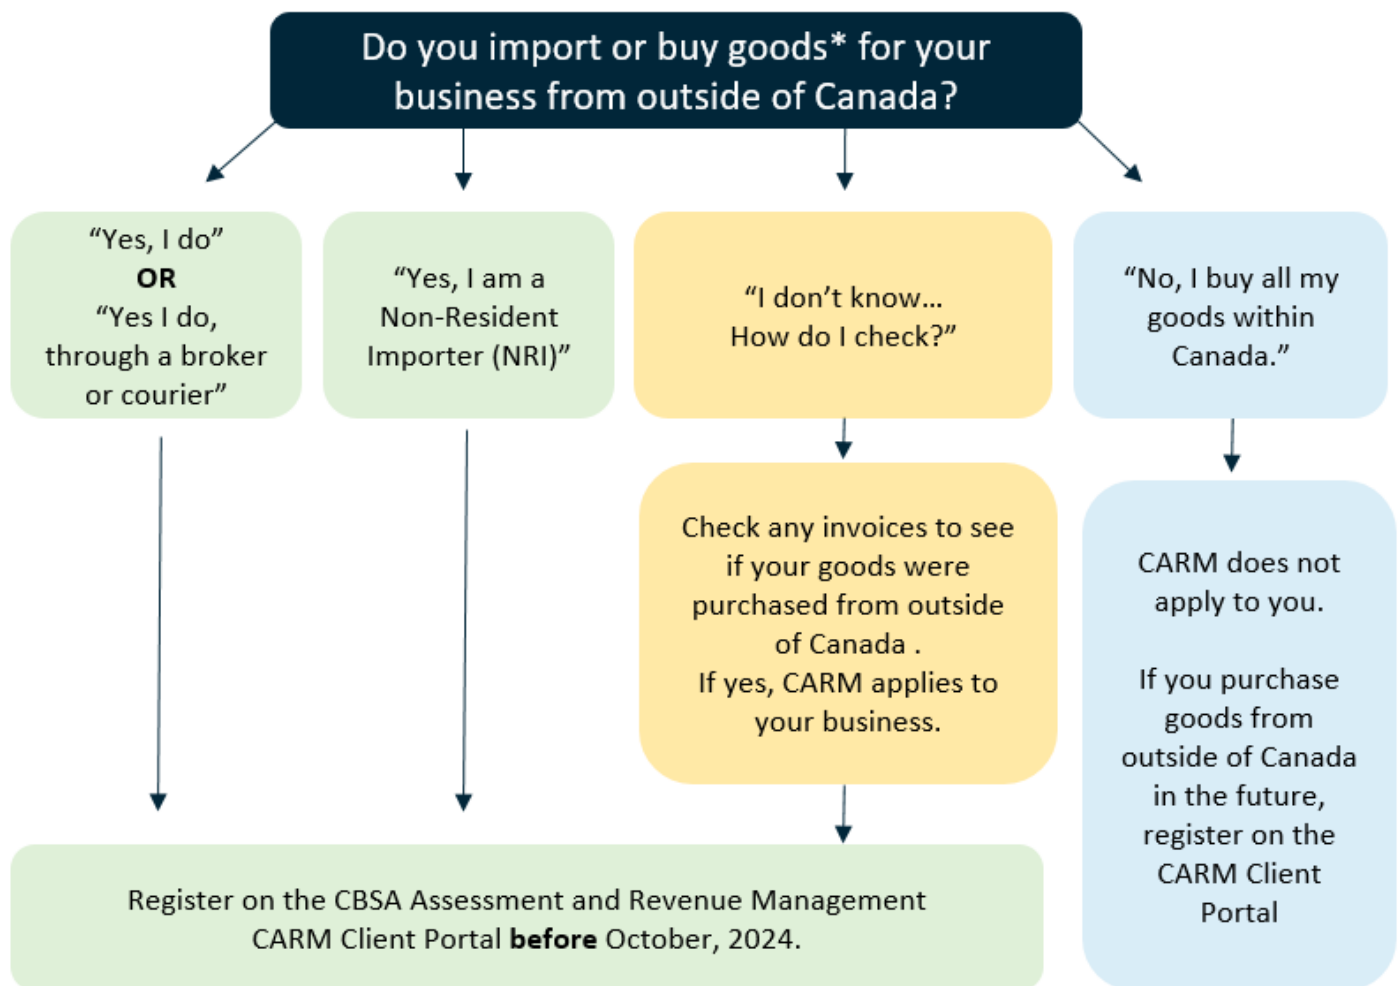 Do you import or buy goods* for your
business from outside of Canada?
“Yes, I do”
OR
“Yes I do,
through a broker
or courier”
“Yes, I am a
Non-Resident
Importer (NRI)”
“I don’t know...
How do I check?”
“No, I buy all my
goods within
Canada.”
Check any invoices to see
if your goods were
purchased from outside
of Canada .
If yes, CARM applies to
your business.
CARM does not
apply to you.
If you purchase
goods from
outside of Canada
in the future,
register on the
CARM Client
Portal
Register on the CBSA Assessment and Revenue Management
CARM Client Portal before October, 2024.